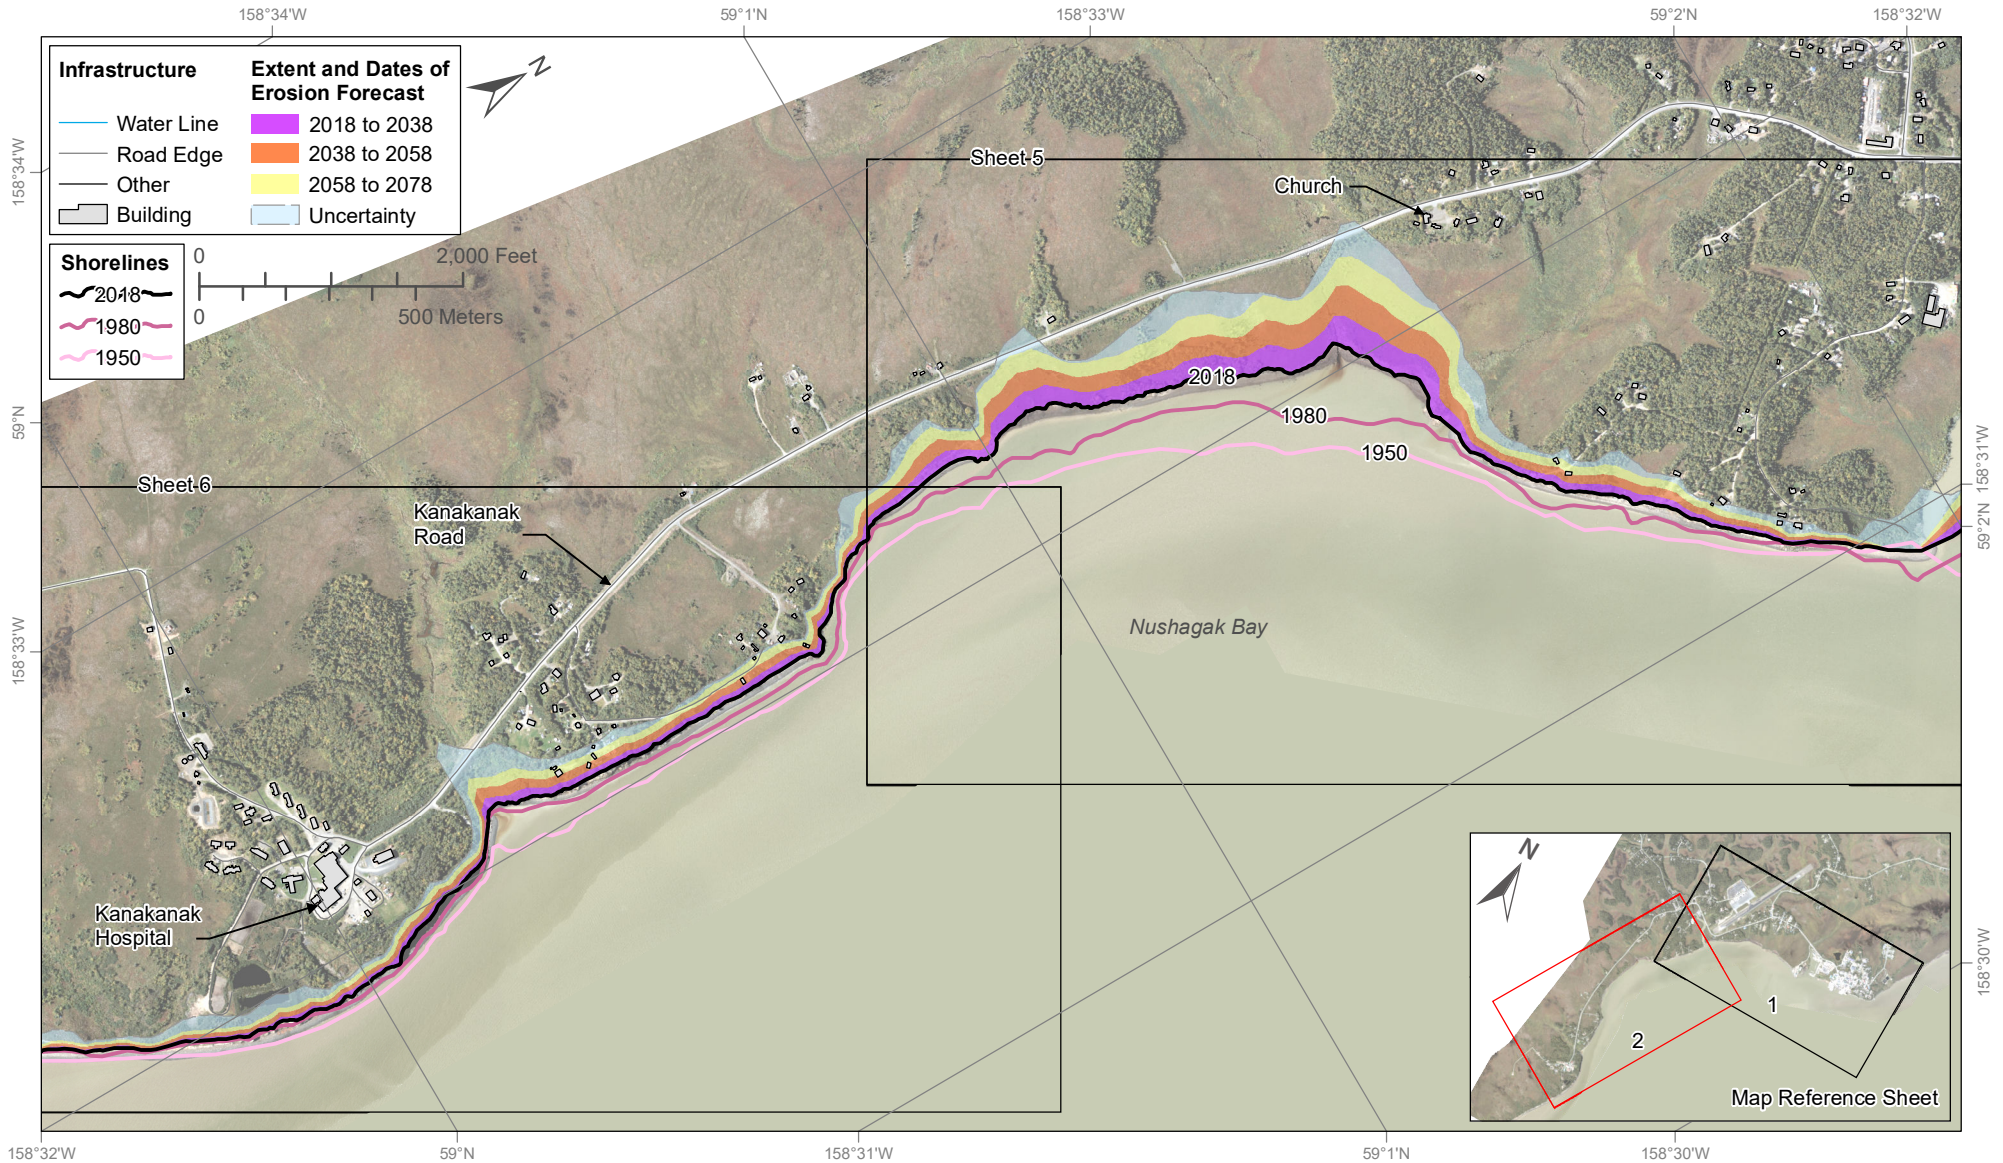 158°34'W
59°1'N
158°33'W
59°2'N
158°32'W
Infrastructure
Water Line
Road Edge
Other
Building
Extent and Dates of
Erosion Forecast
2018 to 2038
2038 to 2058
2058 to 2078
Uncertainty
N
Shorelines
2018
1980
1950
0
2,000 Feet
0
500 Meters
Sheet 5
Church
2018
1980
1950
Sheet 6
Kanakanak
Road
Nushagak Bay
Kanakanak
Hospital
N
1
2
Map Reference Sheet
158°34'W
59°N
158°33'W
158°31'W
59°2'N
158°30'W
158°32'W
59°N
158°31'W
59°1'N
158°30'W